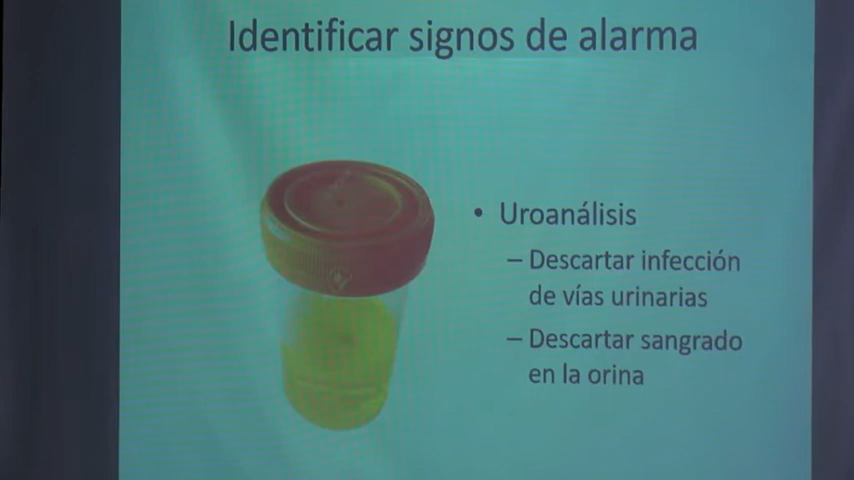 Identificar signos de alarma
• Uroanálisis
– Descartar infección
de vías urinarias
– Descartar sangrado
en la orina